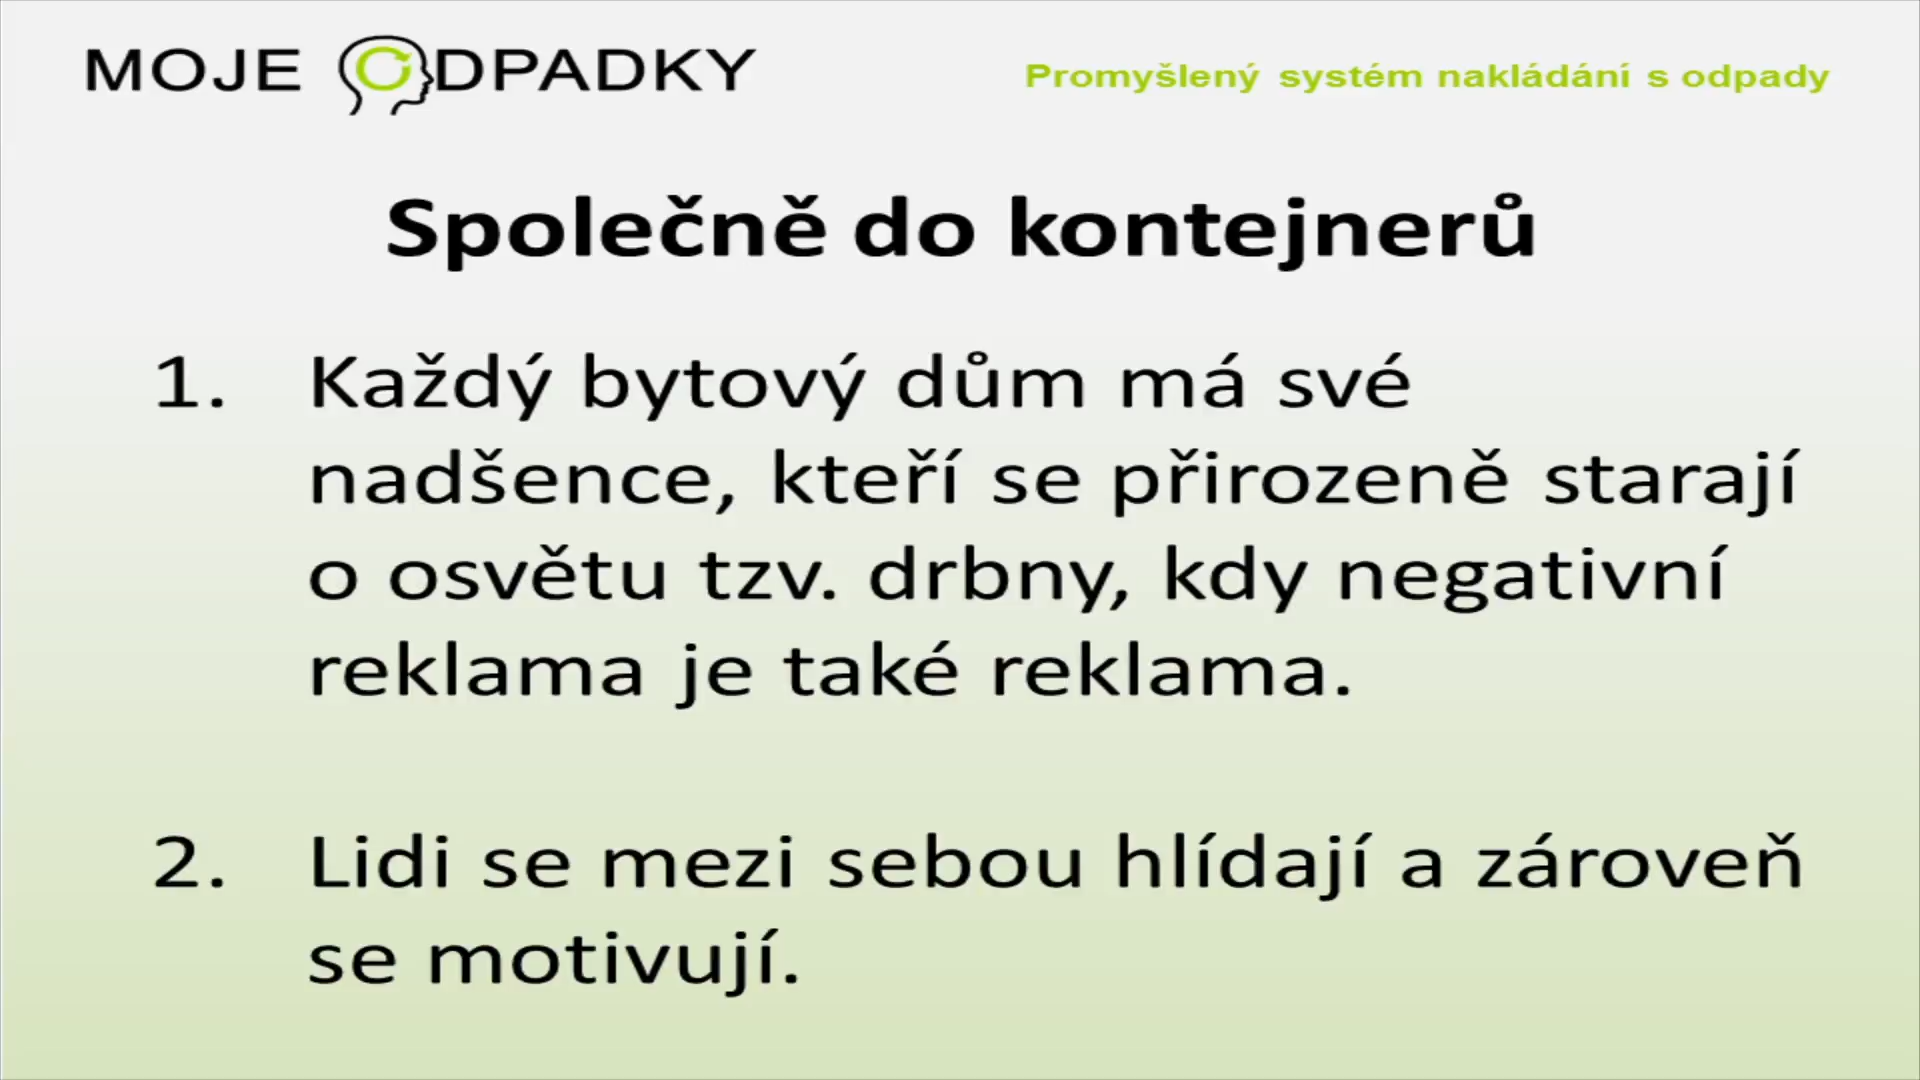 MOJE ODPADKY
Promyšlený systém nakládání s odpady
Společně do kontejnerů
1. Každý bytový dům má své
nadšence, kteří se přirozeně starají
o osvětu tzv. drbny, kdy negativní
reklama je také reklama.
2. Lidi se mezi sebou hlídají a zároveň
se motivují.